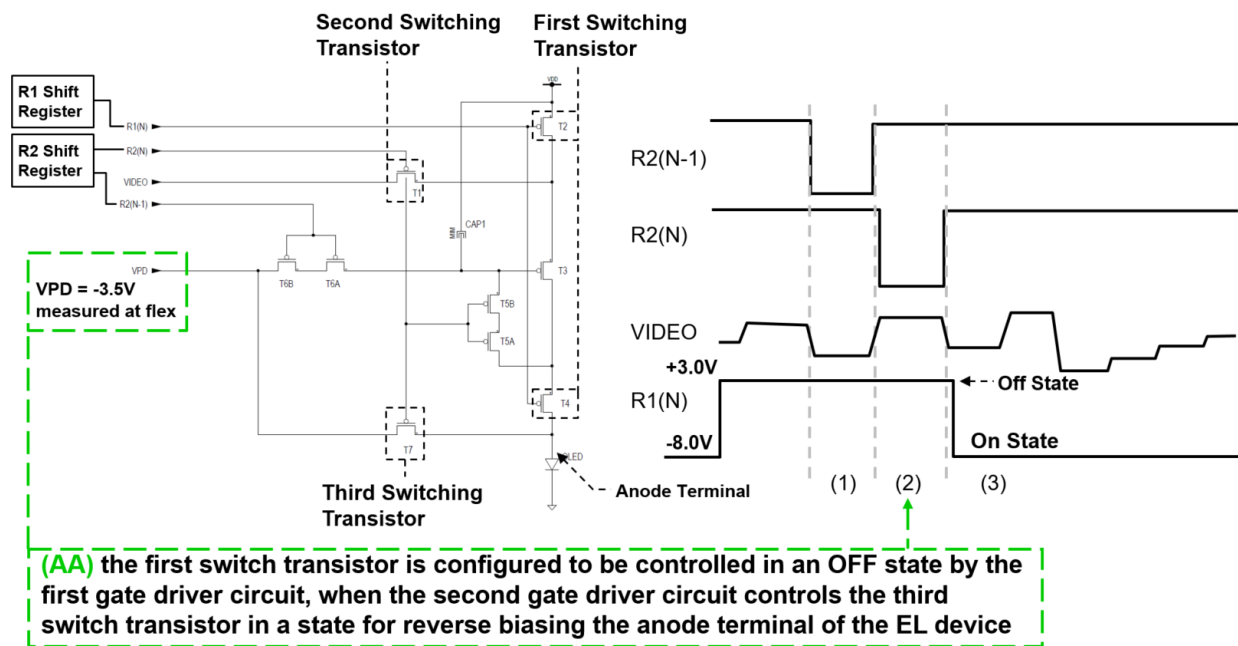 Second Switching
Transistor
First Switching
Transistor
VDD
R1 Shift
Register
R1(N)
T2
R2 Shift
Register
R2(N)
VIDEO
T1
R2(N-1)
CAP1
MIM
VPD
T6B
T6A
T3
VPD = -3.5V
measured at flex
T5B
T5A
T4
T7
OLED
Third Switching
Transistor
Anode Terminal
R2(N-1)
R2(N)
VIDEO
+3.0V
Off State
R1(N)
-8.0V
On State
(1)
(2)
(3)
(AA) the first switch transistor is configured to be controlled in an OFF state by the
first gate driver circuit, when the second gate driver circuit controls the third
switch transistor in a state for reverse biasing the anode terminal of the EL device